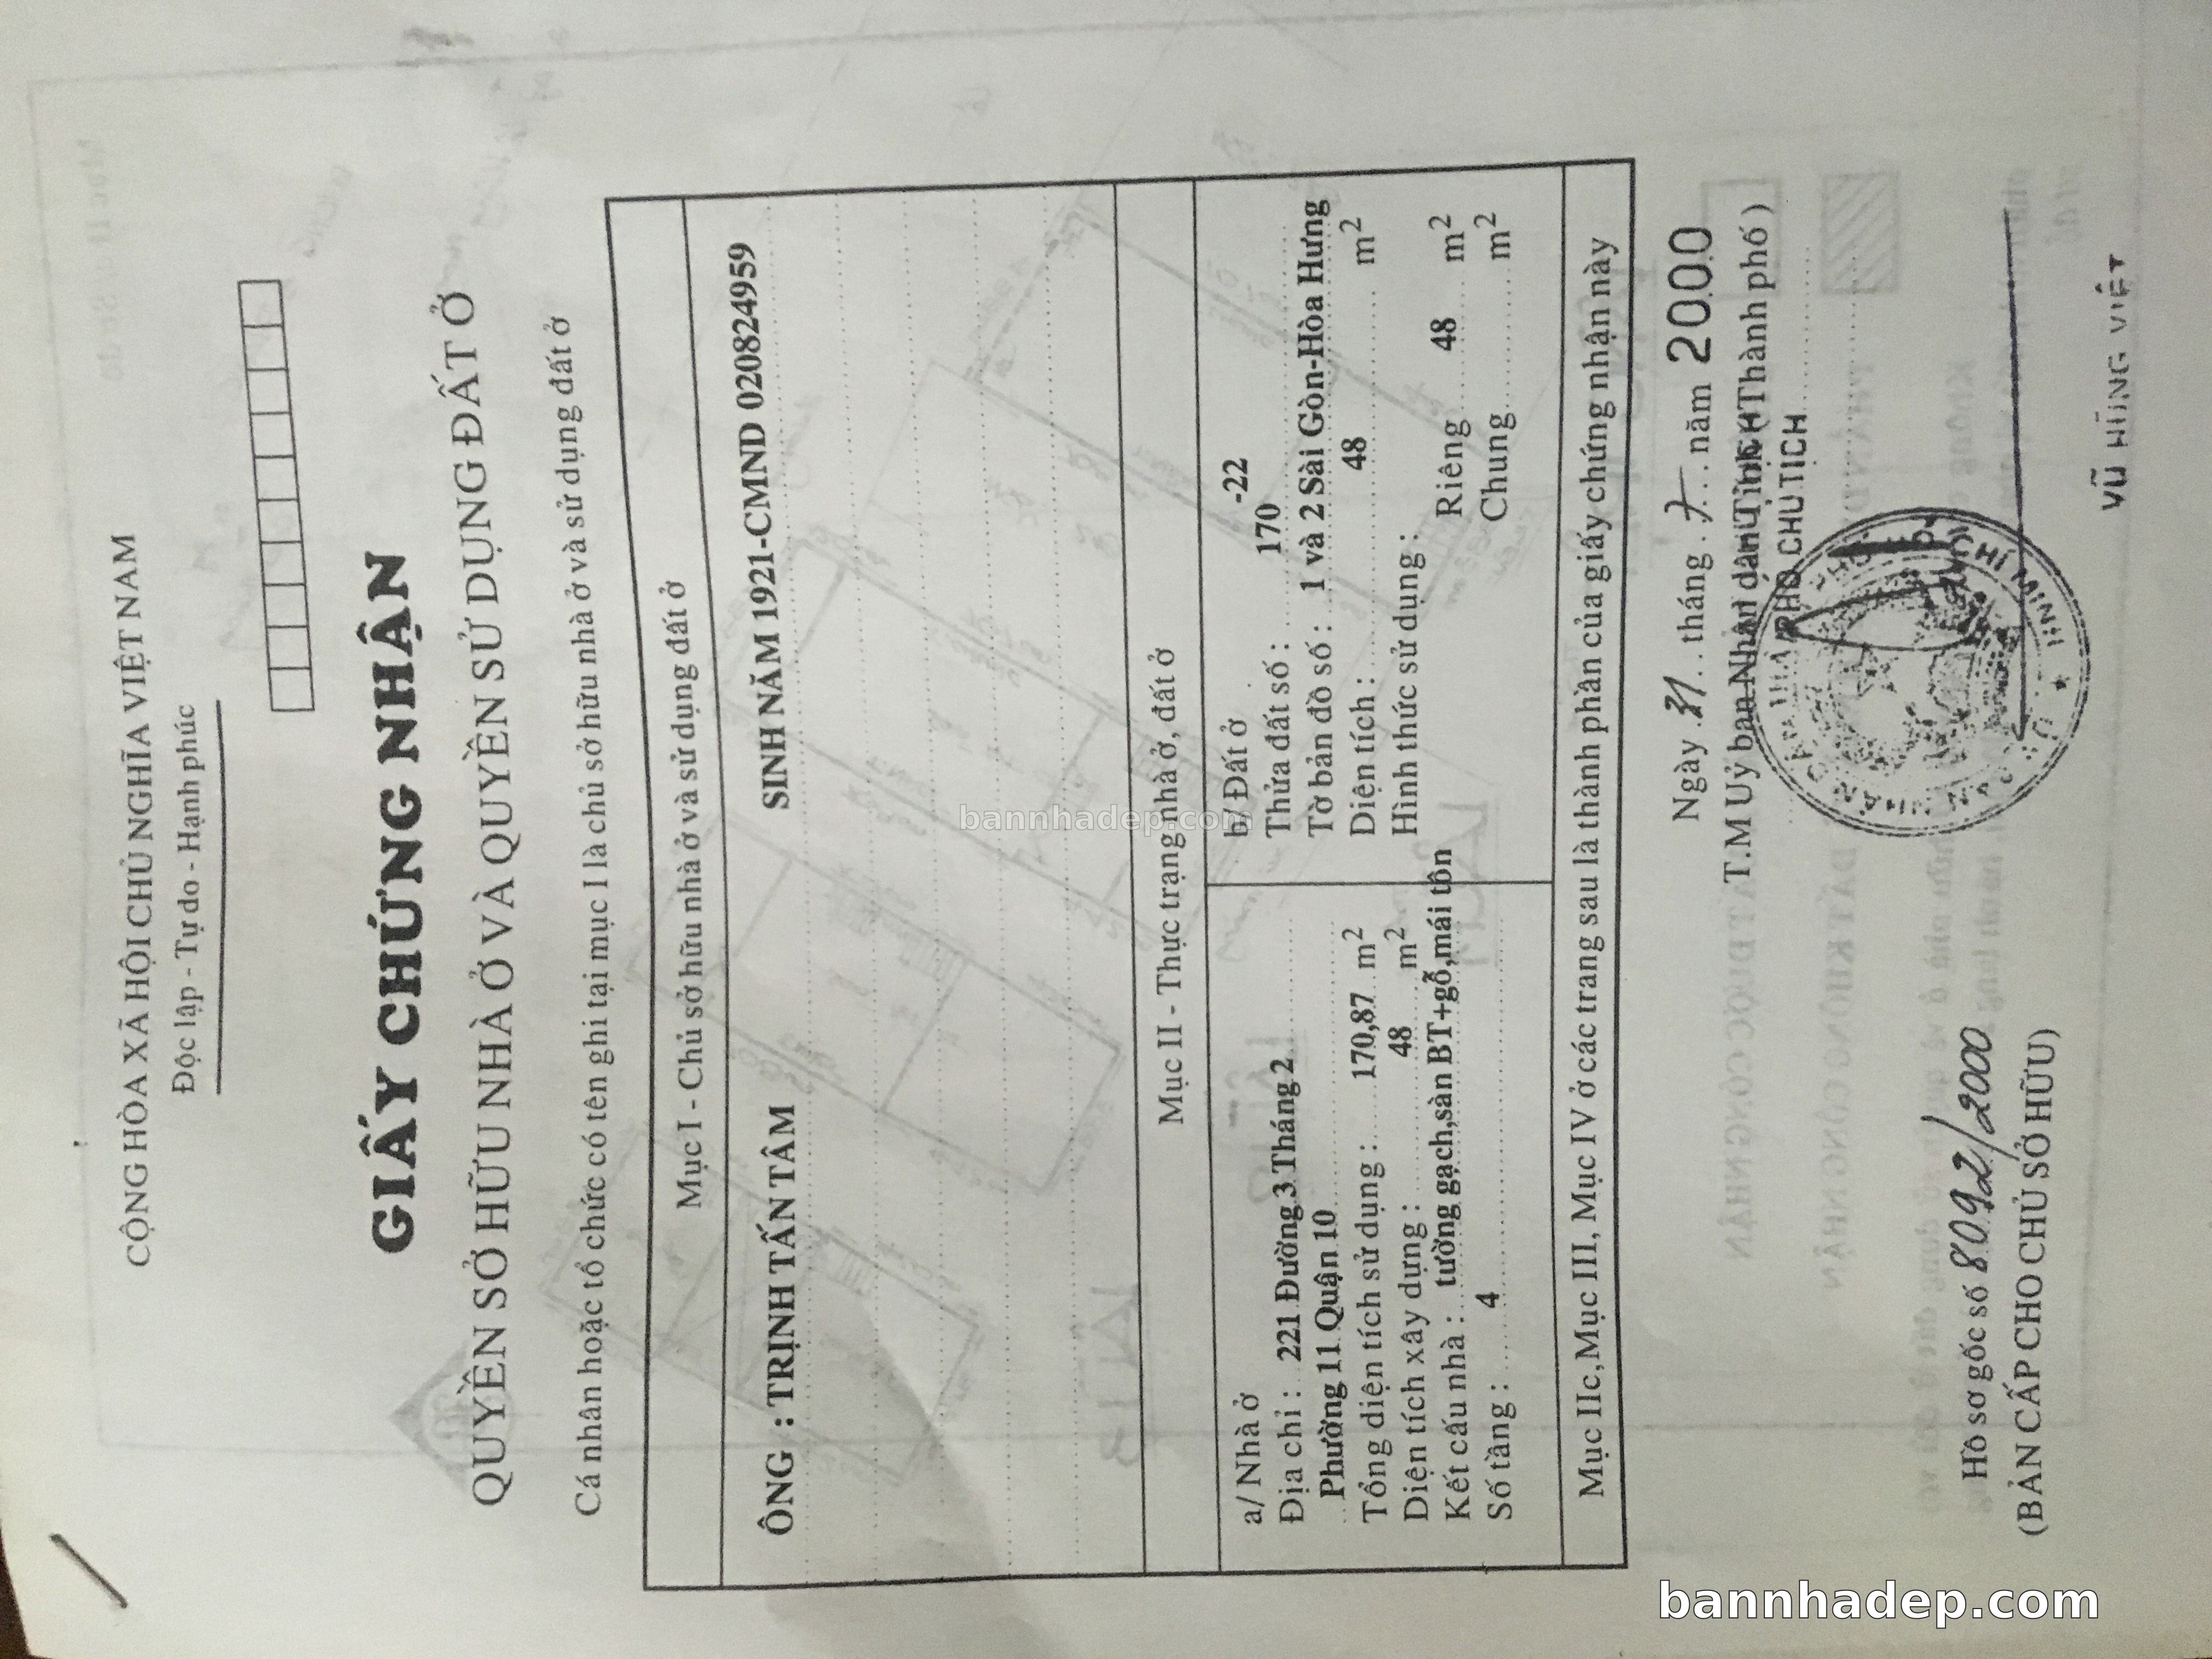 CỘNG HÒA XÃ HỘI CHỦ NGHĨA VIỆT NAM
Độc lập - Tự do - Hạnh phúc
GIẤY CHỨNG NHẬN
QUYỀN SỞ HỮU NHÀ Ở VÀ QUYỀN SỬ DỤNG ĐẤT Ở
Cá nhân hoặc tổ chức có tên ghi tại mục I là chủ sở hữu nhà ở và sử dụng đất ở
Mục I - Chủ sở hữu nhà ở và sử dụng đất ở
ÔNG : TRỊNH TẤN TÂM SINH NĂM 1921-CMND 020824959
Mục II - Thực trạng nhà ở, đất ở
a/ Nhà ở
Địa chỉ : 221 Đường 3 Tháng 2
Phường 11 Quận 10
Tổng diện tích sử dụng : 170,87 m2
Diện tích xây dựng : 48 m2
Kết cấu nhà : tường gạch,sàn BT+gỗ,mái tôn
Số tầng : 4
b/ Đất ở -22
Thửa đất số : 170
Tờ bản đồ số : 1 và 2 Sài Gòn-Hòa Hưng
Diện tích : 48 m2
Hình thức sử dụng :
Riêng 48 m2
Chung m2
Mục IIc,Mục III, Mục IV ở các trang sau là thành phần của giấy chứng nhận này
Ngày 31 tháng 7 năm 2000
T.M Uỷ ban Nhân dân Tỉnh (Thành phố)
PHÓ CHỦ TỊCH
VŨ HÙNG VIỆT
Hồ sơ gốc số 8092/2000
(BẢN CẤP CHO CHỦ SỞ HỮU)
bannhadep.com
bannhadep.com